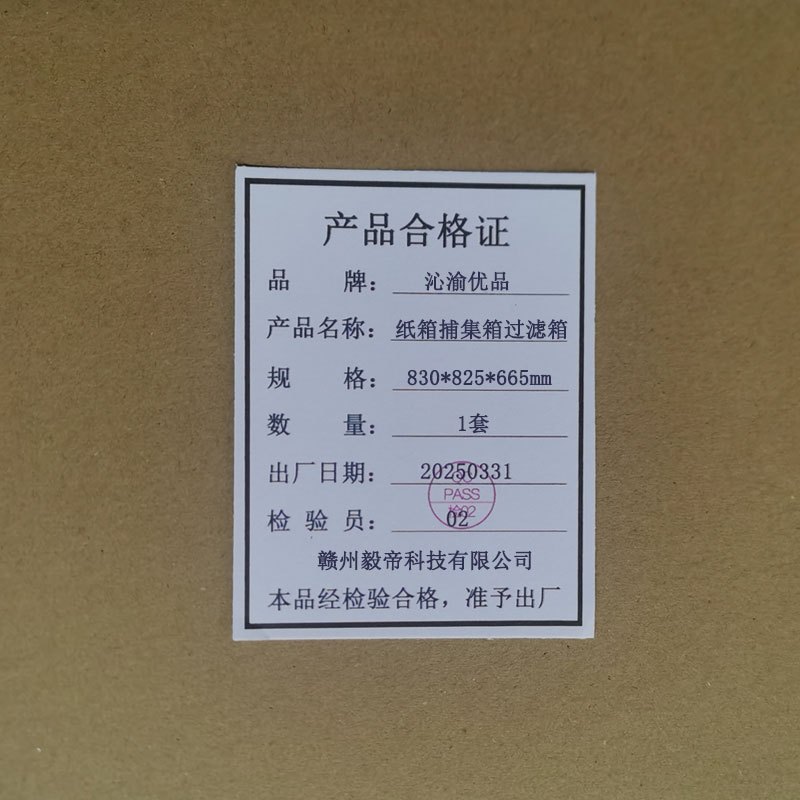 产品合格证
品 牌： 沁渝优品
产品名称： 纸箱捕集箱过滤箱
规 格： 830*825*665mm
数 量： 1套
出厂日期： 20250331
PASS
检验员： 02
检02
赣州毅帝科技有限公司
本品经检验合格，准予出厂